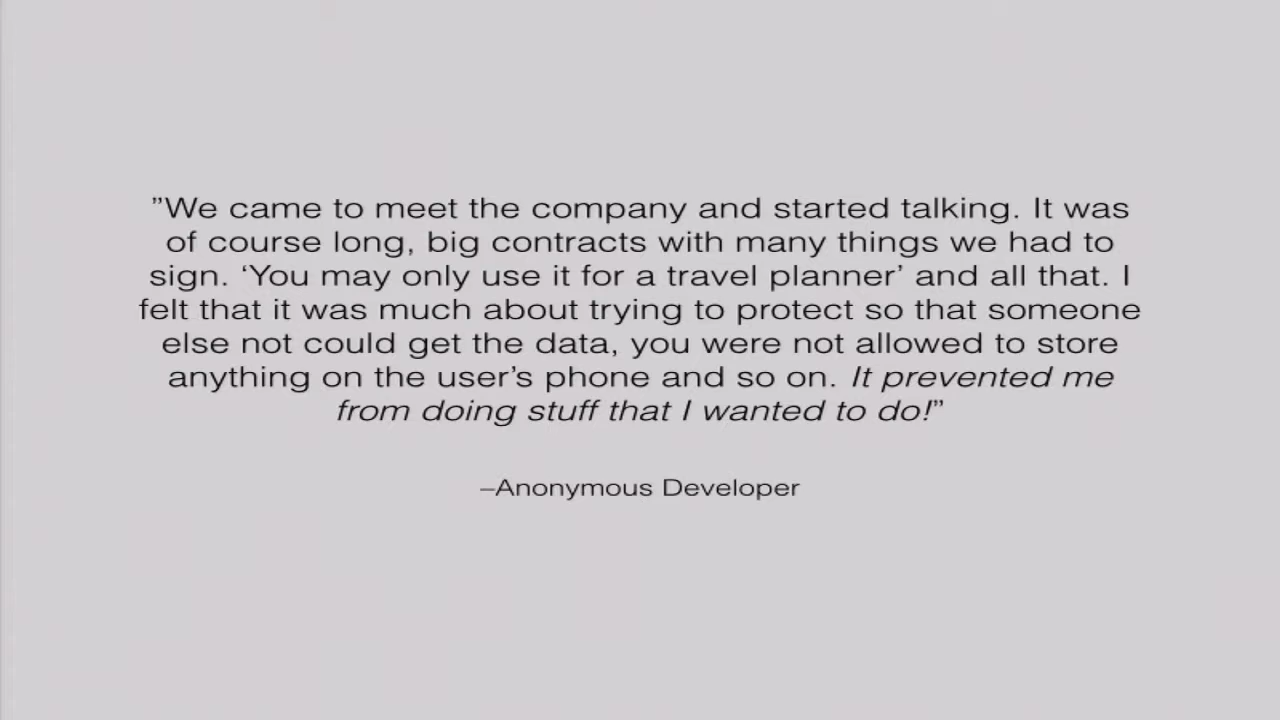 ”We came to meet the company and started talking. It was
of course long, big contracts with many things we had to
sign. ‘You may only use it for a travel planner’ and all that. I
felt that it was much about trying to protect so that someone
else not could get the data, you were not allowed to store
anything on the user’s phone and so on. It prevented me
from doing stuff that I wanted to do!”
–Anonymous Developer